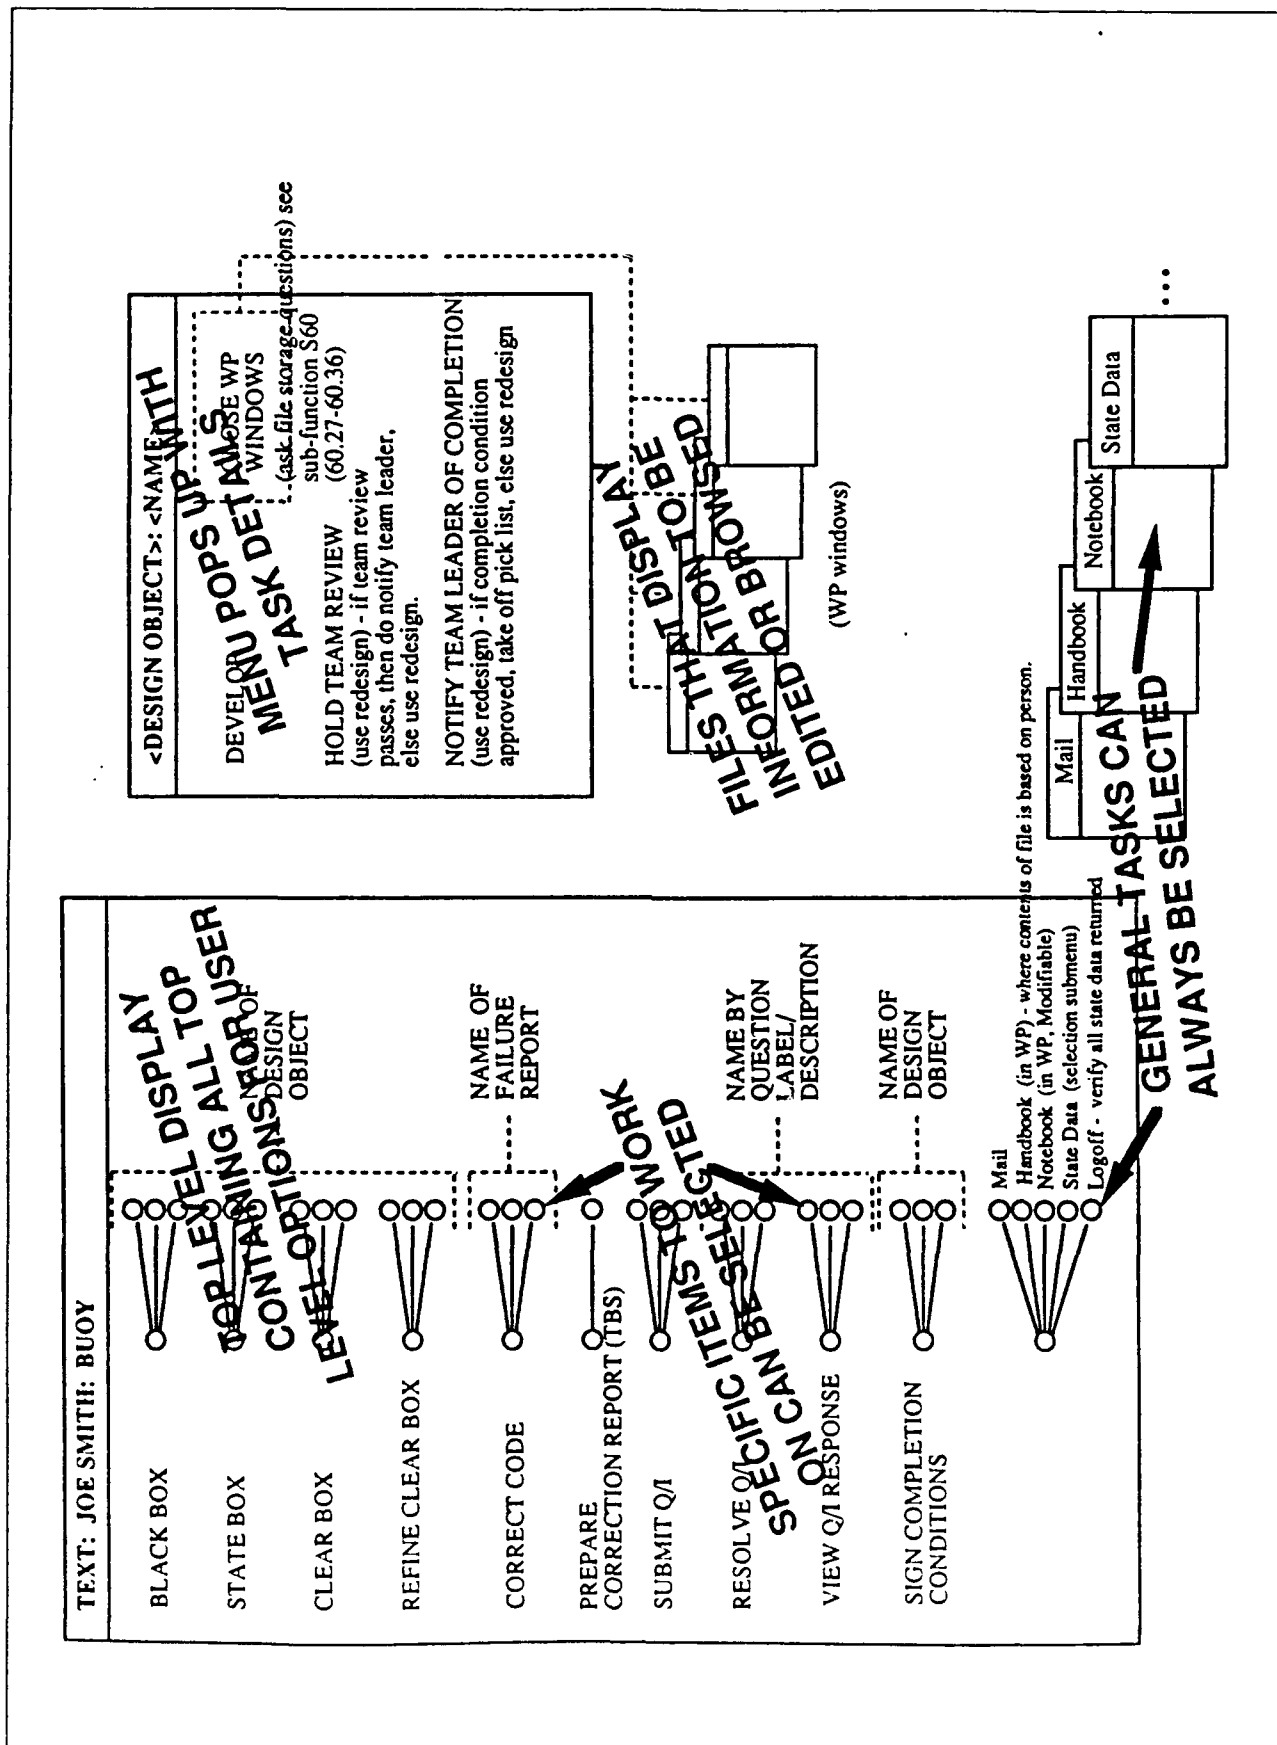 TEXT: JOE SMITH: BUOY
BLACK BOX
STATE BOX
CLEAR BOX
REFINE CLEAR BOX
CORRECT CODE
PREPARE
CORRECTION REPORT (TBS)
SUBMIT Q/I
RESOLVE Q/I
VIEW Q/I RESPONSE
SIGN COMPLETION
CONDITIONS
TOP LEVEL DISPLAY
CONTAINING ALL TOP
LEVEL OPTIONS FOR USER
OF
DESIGN
OBJECT
NAME OF
FAILURE
REPORT
SPECIFIC ITEMS TO WORK
ON CAN BE SELECTED
NAME BY
QUESTION
LABEL/
DESCRIPTION
NAME OF
DESIGN
OBJECT
Mail
Handbook (in WP) - where contents of file is based on person.
Notebook (in WP, Modifiable)
State Data (selection submenu)
Logoff - verify all state data returned
GENERAL TASKS CAN
ALWAYS BE SELECTED
<DESIGN OBJECT>: <NAME>
MENU POPS UP WITH
TASK DETAILS
DEVELOP
WP
WINDOWS
(ask file storage questions) see
sub-function S60
(60.27-60.36)
HOLD TEAM REVIEW
(use redesign) - if team review
passes, then do notify team leader,
else use redesign.
NOTIFY TEAM LEADER OF COMPLETION
(use redesign) - if completion condition
approved, take off pick list, else use redesign
FILES THAT DISPLAY
INFORMATION TO BE
EDITED OR BROWSED
(WP windows)
Mail
Handbook
Notebook
State Data
...